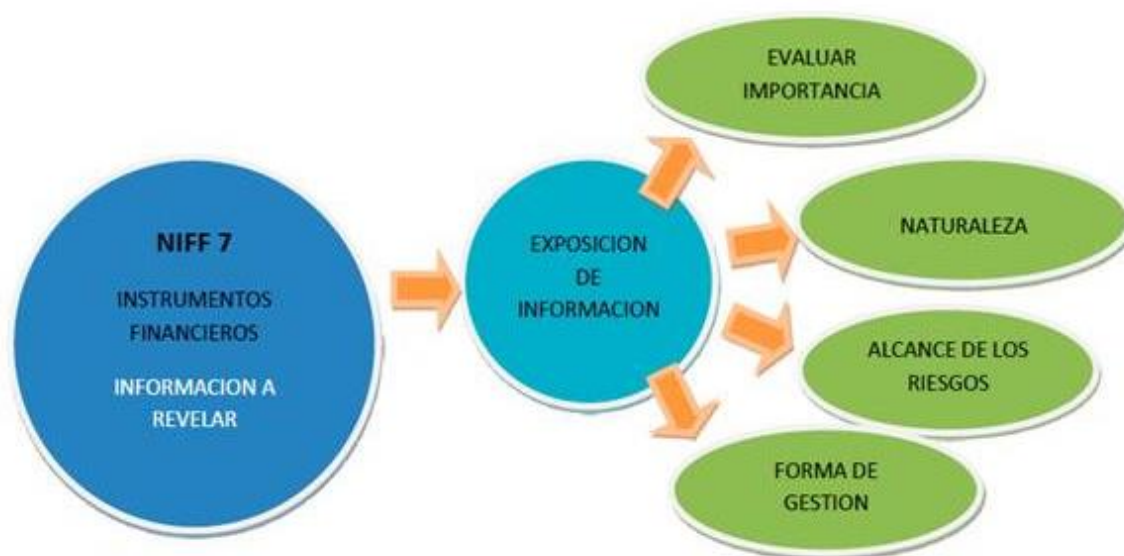 NIFF 7
INSTRUMENTOS
FINANCIEROS
INFORMACION A
REVELAR
EXPOSICION
DE
INFORMACION
EVALUAR
IMPORTANCIA
NATURALEZA
ALCANCE DE LOS
RIESGOS
FORMA DE
GESTION